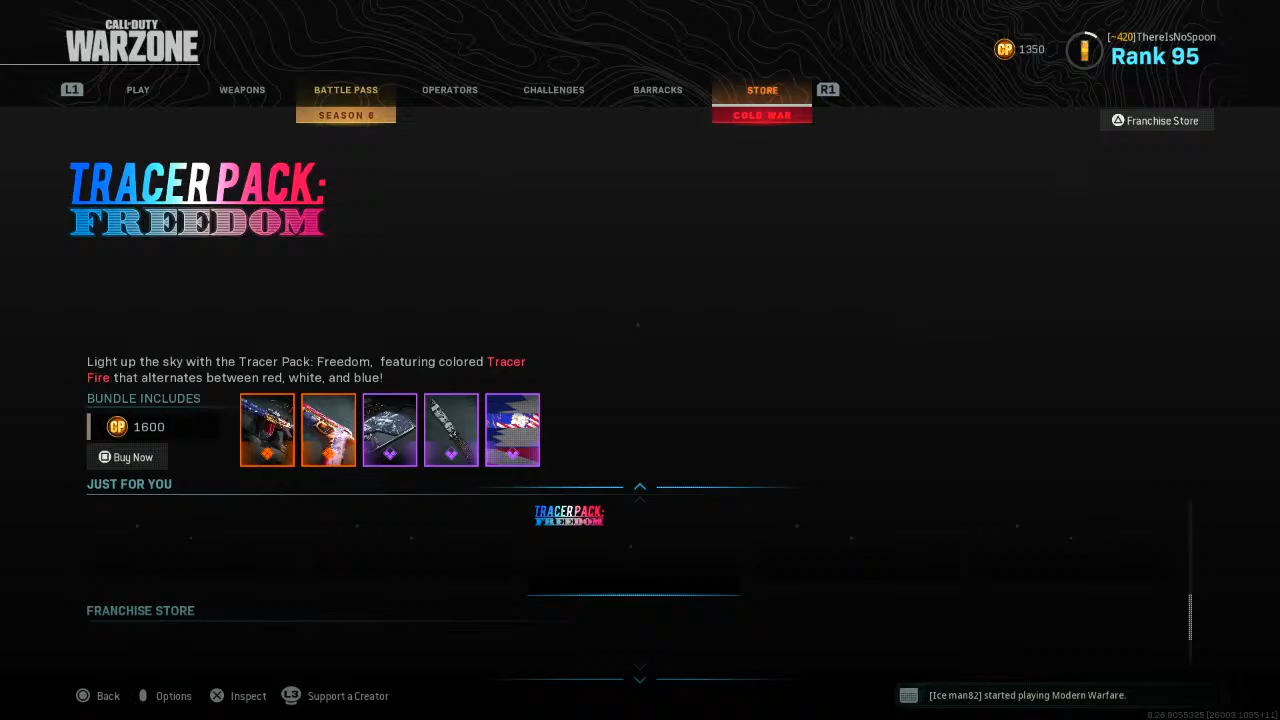 CALL·DUTY
WARZONE
CP 1350
[~420]ThereIsNoSpoon
Rank 95
L1 PLAY WEAPONS BATTLE PASS OPERATORS CHALLENGES BARRACKS STORE R1
SEASON 6 COLD WAR
Franchise Store
TRACER PACK:
FREEDOM
Light up the sky with the Tracer Pack: Freedom, featuring colored Tracer
Fire that alternates between red, white, and blue!
BUNDLE INCLUDES
CP 1600
Buy Now
JUST FOR YOU
TRACER PACK:
FREEDOM
FRANCHISE STORE
Back Options Inspect L3 Support a Creator
[Ice man82] started playing Modern Warfare.